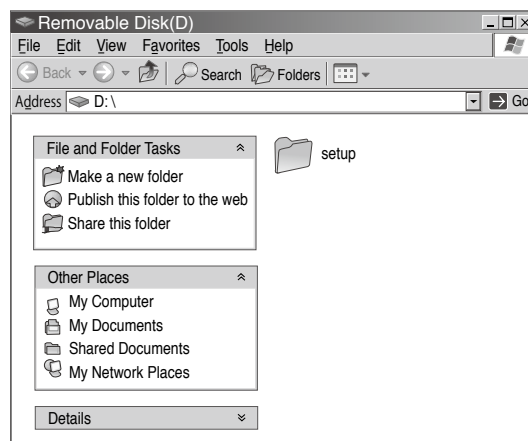 Removable Disk(D)
File Edit View Favorites Tools Help
Back Search Folders
Address D:\ Go
File and Folder Tasks
setup
Make a new folder
Publish this folder to the web
Share this folder
Other Places
My Computer
My Documents
Shared Documents
My Network Places
Details